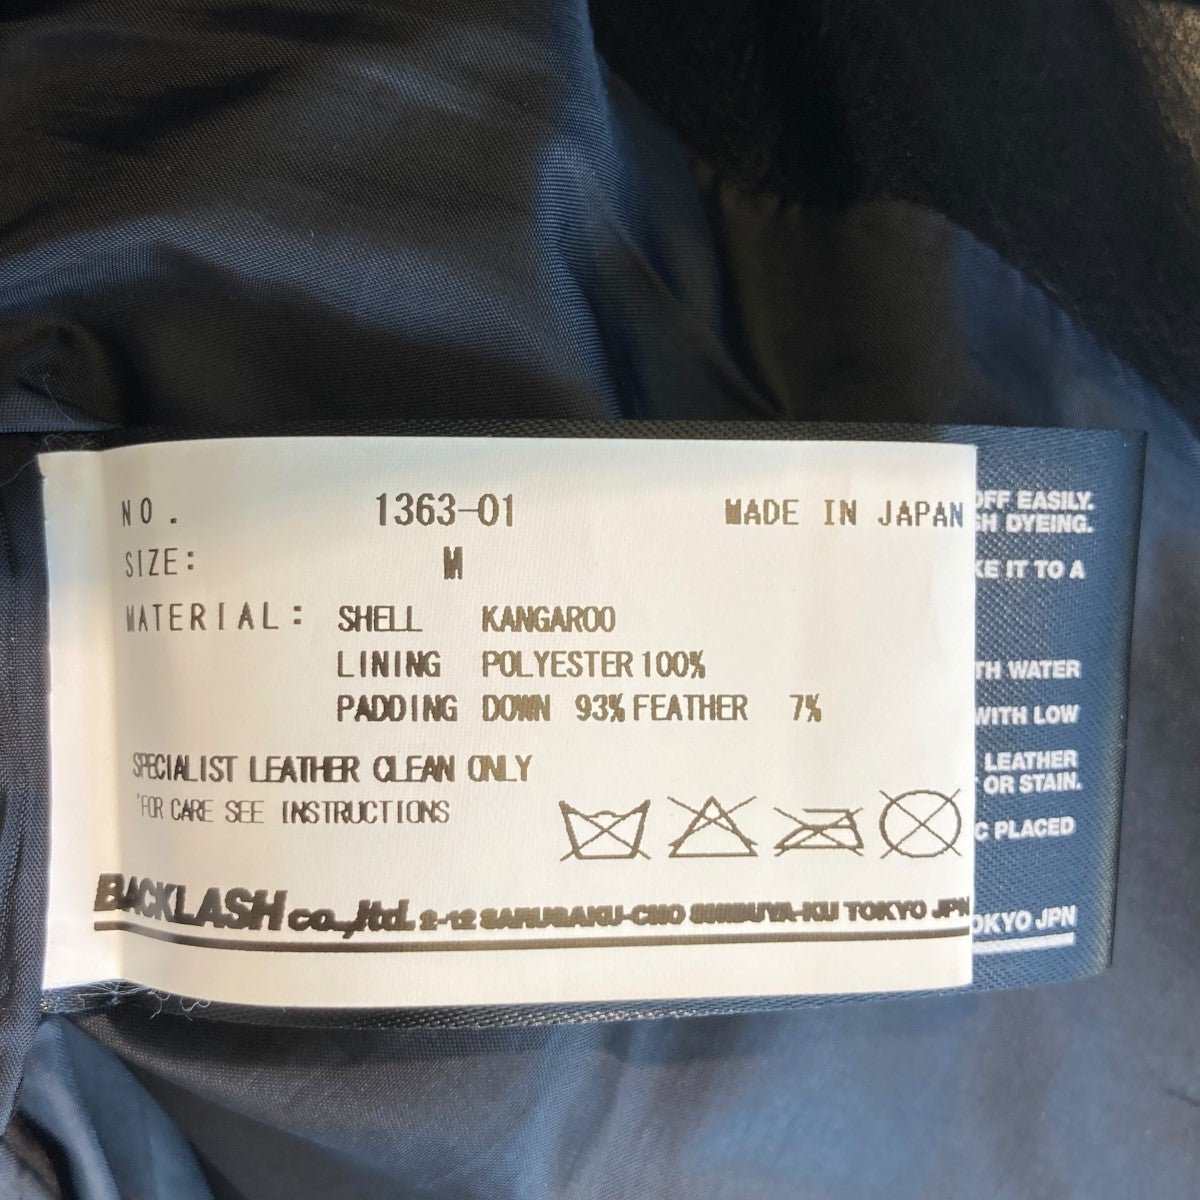 NO. 1363-01 MADE IN JAPAN
SIZE: M
MATERIAL: SHELL KANGAROO
LINING POLYESTER 100%
PADDING DOWN 93% FEATHER 7%
SPECIALIST LEATHER CLEAN ONLY
*FOR CARE SEE INSTRUCTIONS
BACKLASH co.,ltd. 2-12 SARUGAKU-CHO SHIBUYA-KU TOKYO JPN
OFF EASILY.
SH DYEING.
KE IT TO A
TH WATER
WITH LOW
LEATHER
OR STAIN.
C PLACED
OKYO JPN